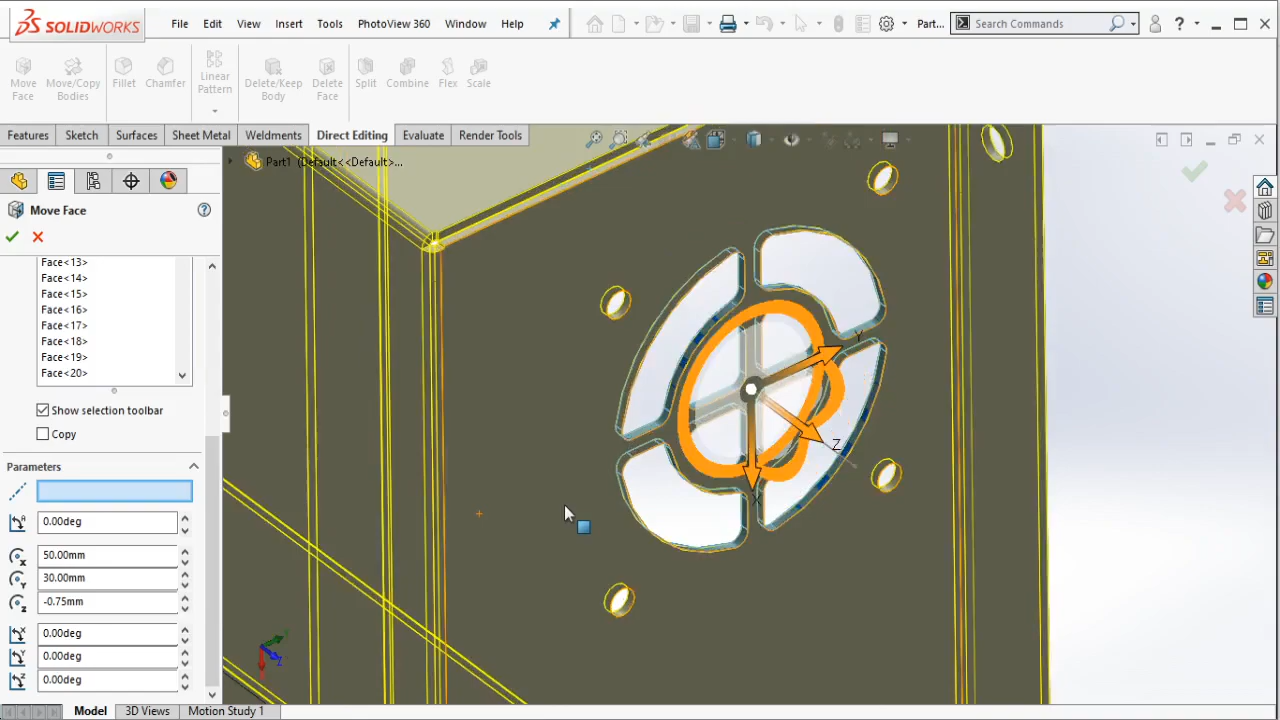 SOLIDWORKS File Edit View Insert Tools PhotoView 360 Window Help Part... Search Commands ?
Move Face Move/Copy Bodies Fillet Chamfer Linear Pattern Delete/Keep Body Delete Face Split Combine Flex Scale
Features Sketch Surfaces Sheet Metal Weldments Direct Editing Evaluate Render Tools
Part1 (Default<<Default>...
Move Face ?
Face<13>
Face<14>
Face<15>
Face<16>
Face<17>
Face<18>
Face<19>
Face<20>
Show selection toolbar
Copy
Parameters
0.00deg
50.00mm
30.00mm
-0.75mm
0.00deg
0.00deg
0.00deg
Y
Z
X
Model 3D Views Motion Study 1